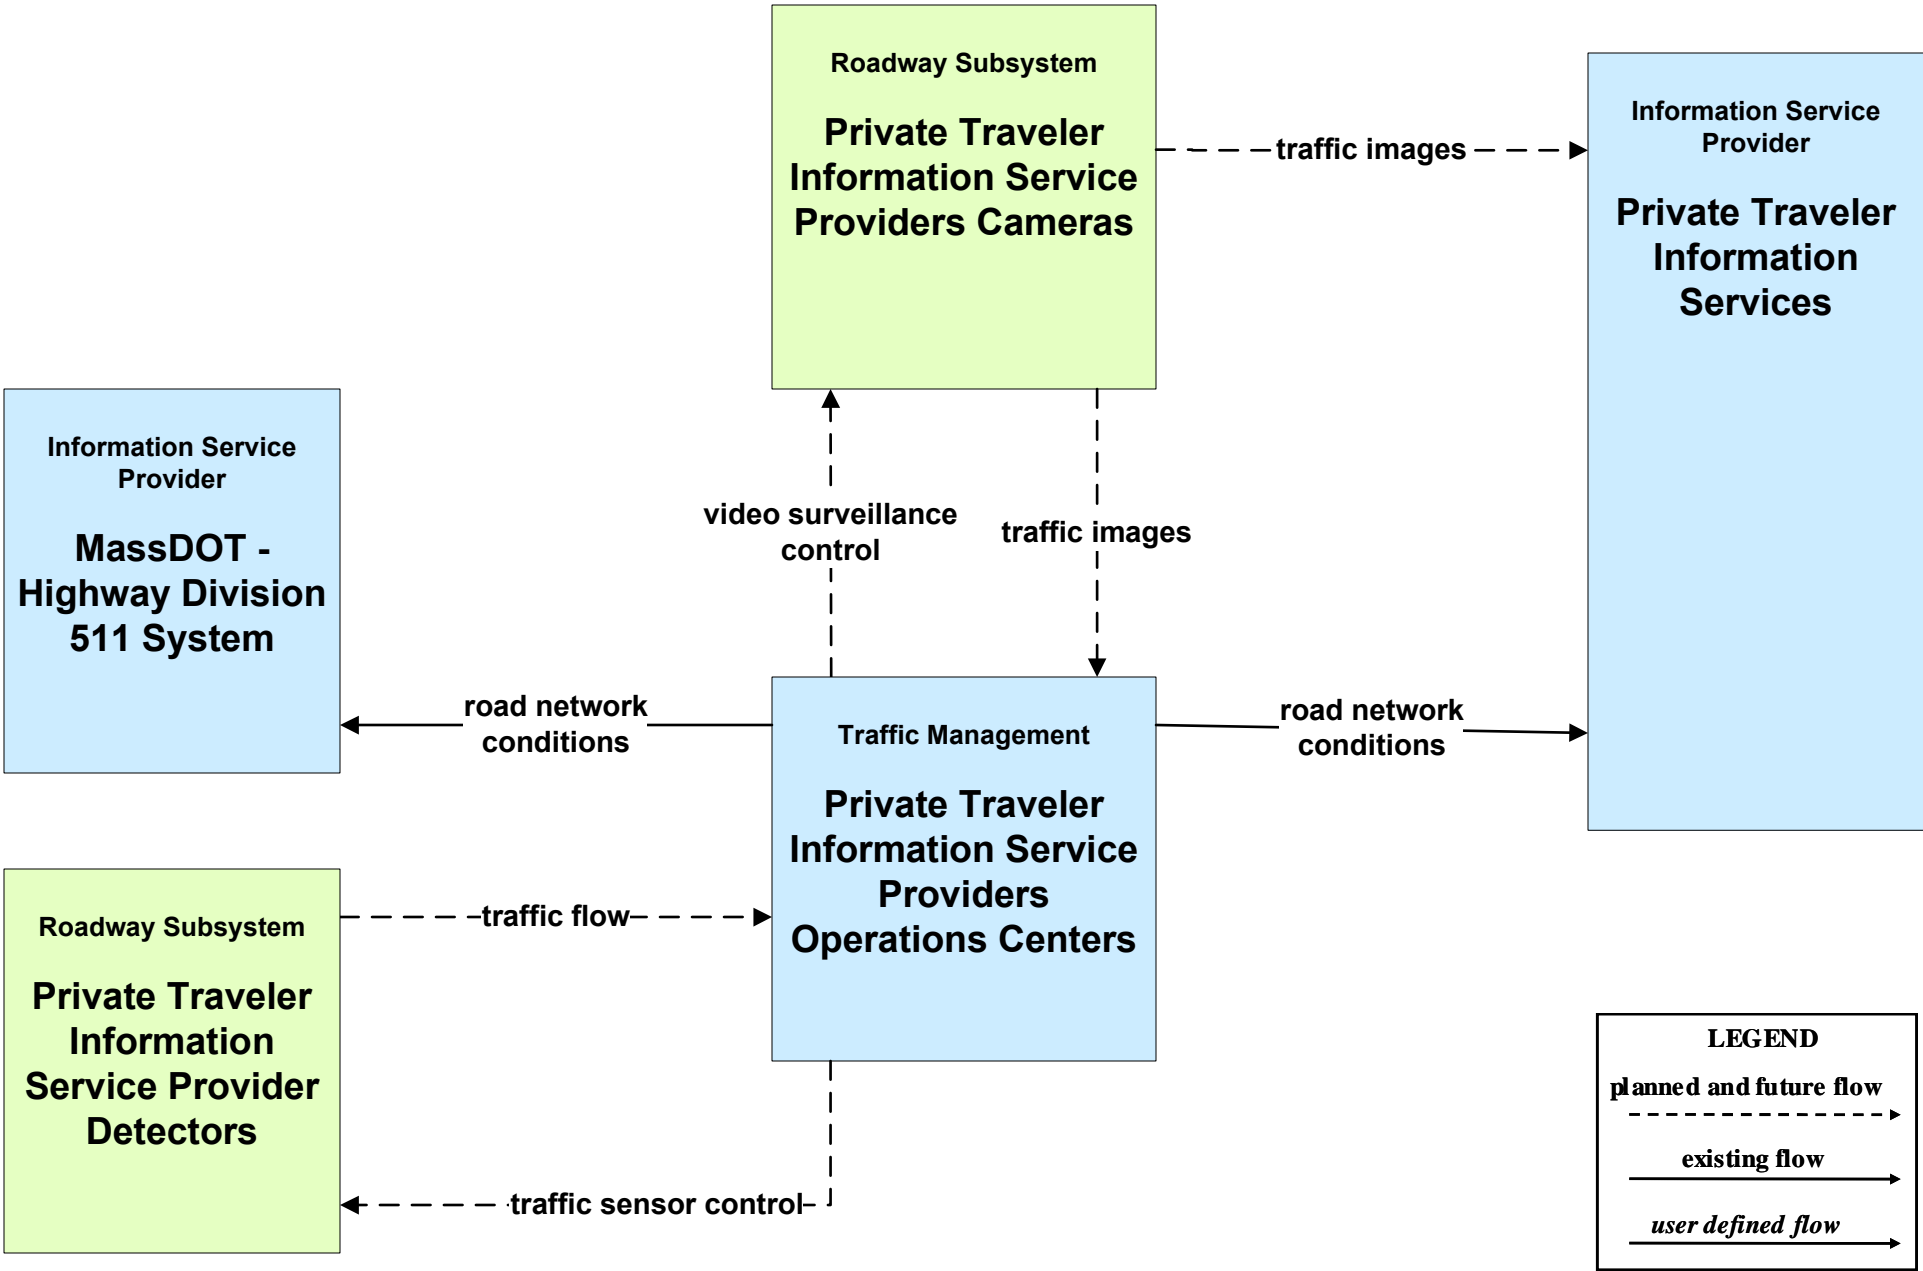 Roadway Subsystem
Private Traveler
Information Service
Providers Cameras
traffic images
Information Service
Provider
Private Traveler
Information
Services
Information Service
Provider
MassDOT -
Highway Division
511 System
video surveillance
control
traffic images
road network
conditions
Traffic Management
Private Traveler
Information Service
Providers
Operations Centers
road network
conditions
Roadway Subsystem
Private Traveler
Information
Service Provider
Detectors
traffic flow
traffic sensor control
LEGEND
planned and future flow
existing flow
user defined flow